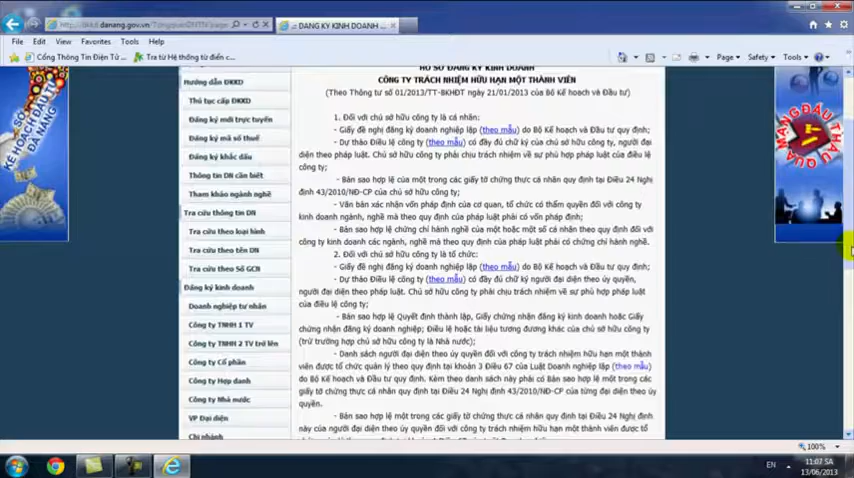 http://dkkd.danang.gov.vn/TongquanDNTN/pages
.:: DANG KY KINH DOANH
File Edit View Favorites Tools Help
Cổng Thông Tin Điện Tử ... Tra từ Hệ thống từ điển c...
Page Safety Tools
SỞ KẾ HOẠCH ĐẦU TƯ ĐÀ NẴNG
MẠNG ĐẤU THẦU QUA
Hướng dẫn ĐKKD
Thủ tục cấp ĐKKD
Đăng ký mới trực tuyến
Đăng ký mã số thuế
Đăng ký khắc dấu
Thông tin DN cần biết
Tham khảo ngành nghề
Tra cứu thông tin DN
Tra cứu theo loại hình
Tra cứu theo tên DN
Tra cứu theo Số GCN
Đăng ký kinh doanh
Doanh nghiệp tư nhân
Công ty TNHH 1 TV
Công ty TNHH 2 TV trở lên
Công ty Cổ phần
Công ty Hợp danh
Công ty Nhà nước
VP Đại diện
Chi nhánh
HỒ SƠ ĐĂNG KÝ KINH DOANH
CÔNG TY TRÁCH NHIỆM HỮU HẠN MỘT THÀNH VIÊN
(Theo Thông tư số 01/2013/TT-BKHĐT ngày 21/01/2013 của Bộ Kế hoạch và Đầu tư)
1. Đối với chủ sở hữu công ty là cá nhân:
- Giấy đề nghị đăng ký doanh nghiệp lập (theo mẫu) do Bộ Kế hoạch và Đầu tư quy định;
- Dự thảo Điều lệ công ty (theo mẫu) có đầy đủ chữ ký của chủ sở hữu công ty, người đại
diện theo pháp luật. Chủ sở hữu công ty phải chịu trách nhiệm về sự phù hợp pháp luật của điều lệ
công ty;
- Bản sao hợp lệ của một trong các giấy tờ chứng thực cá nhân quy định tại Điều 24 Nghị
định 43/2010/NĐ-CP của chủ sở hữu công ty;
- Văn bản xác nhận vốn pháp định của cơ quan, tổ chức có thẩm quyền đối với công ty
kinh doanh ngành, nghề mà theo quy định của pháp luật phải có vốn pháp định;
- Bản sao hợp lệ chứng chỉ hành nghề của một hoặc một số cá nhân theo quy định đối với
công ty kinh doanh các ngành, nghề mà theo quy định của pháp luật phải có chứng chỉ hành nghề.
2. Đối với chủ sở hữu công ty là tổ chức:
- Giấy đề nghị đăng ký doanh nghiệp lập (theo mẫu) do Bộ Kế hoạch và Đầu tư quy định;
- Dự thảo Điều lệ công ty (theo mẫu) có đầy đủ chữ ký người đại diện theo ủy quyền,
người đại diện theo pháp luật. Chủ sở hữu công ty phải chịu trách nhiệm về sự phù hợp pháp luật
của điều lệ công ty;
- Bản sao hợp lệ Quyết định thành lập, Giấy chứng nhận đăng ký kinh doanh hoặc Giấy
chứng nhận đăng ký doanh nghiệp; Điều lệ hoặc tài liệu tương đương khác của chủ sở hữu công ty
(trừ trường hợp chủ sở hữu công ty là Nhà nước);
- Danh sách người đại diện theo ủy quyền đối với công ty trách nhiệm hữu hạn một thành
viên được tổ chức quản lý theo quy định tại khoản 3 Điều 67 của Luật Doanh nghiệp lập (theo mẫu)
do Bộ Kế hoạch và Đầu tư quy định. Kèm theo danh sách này phải có Bản sao hợp lệ một trong các
giấy tờ chứng thực cá nhân quy định tại Điều 24 Nghị định 43/2010/NĐ-CP của từng đại diện theo ủy
quyền.
- Bản sao hợp lệ một trong các giấy tờ chứng thực cá nhân quy định tại Điều 24 Nghị định
này của người đại diện theo ủy quyền đối với công ty trách nhiệm hữu hạn một thành viên được tổ
100%
EN
11:07 SA
13/06/2013